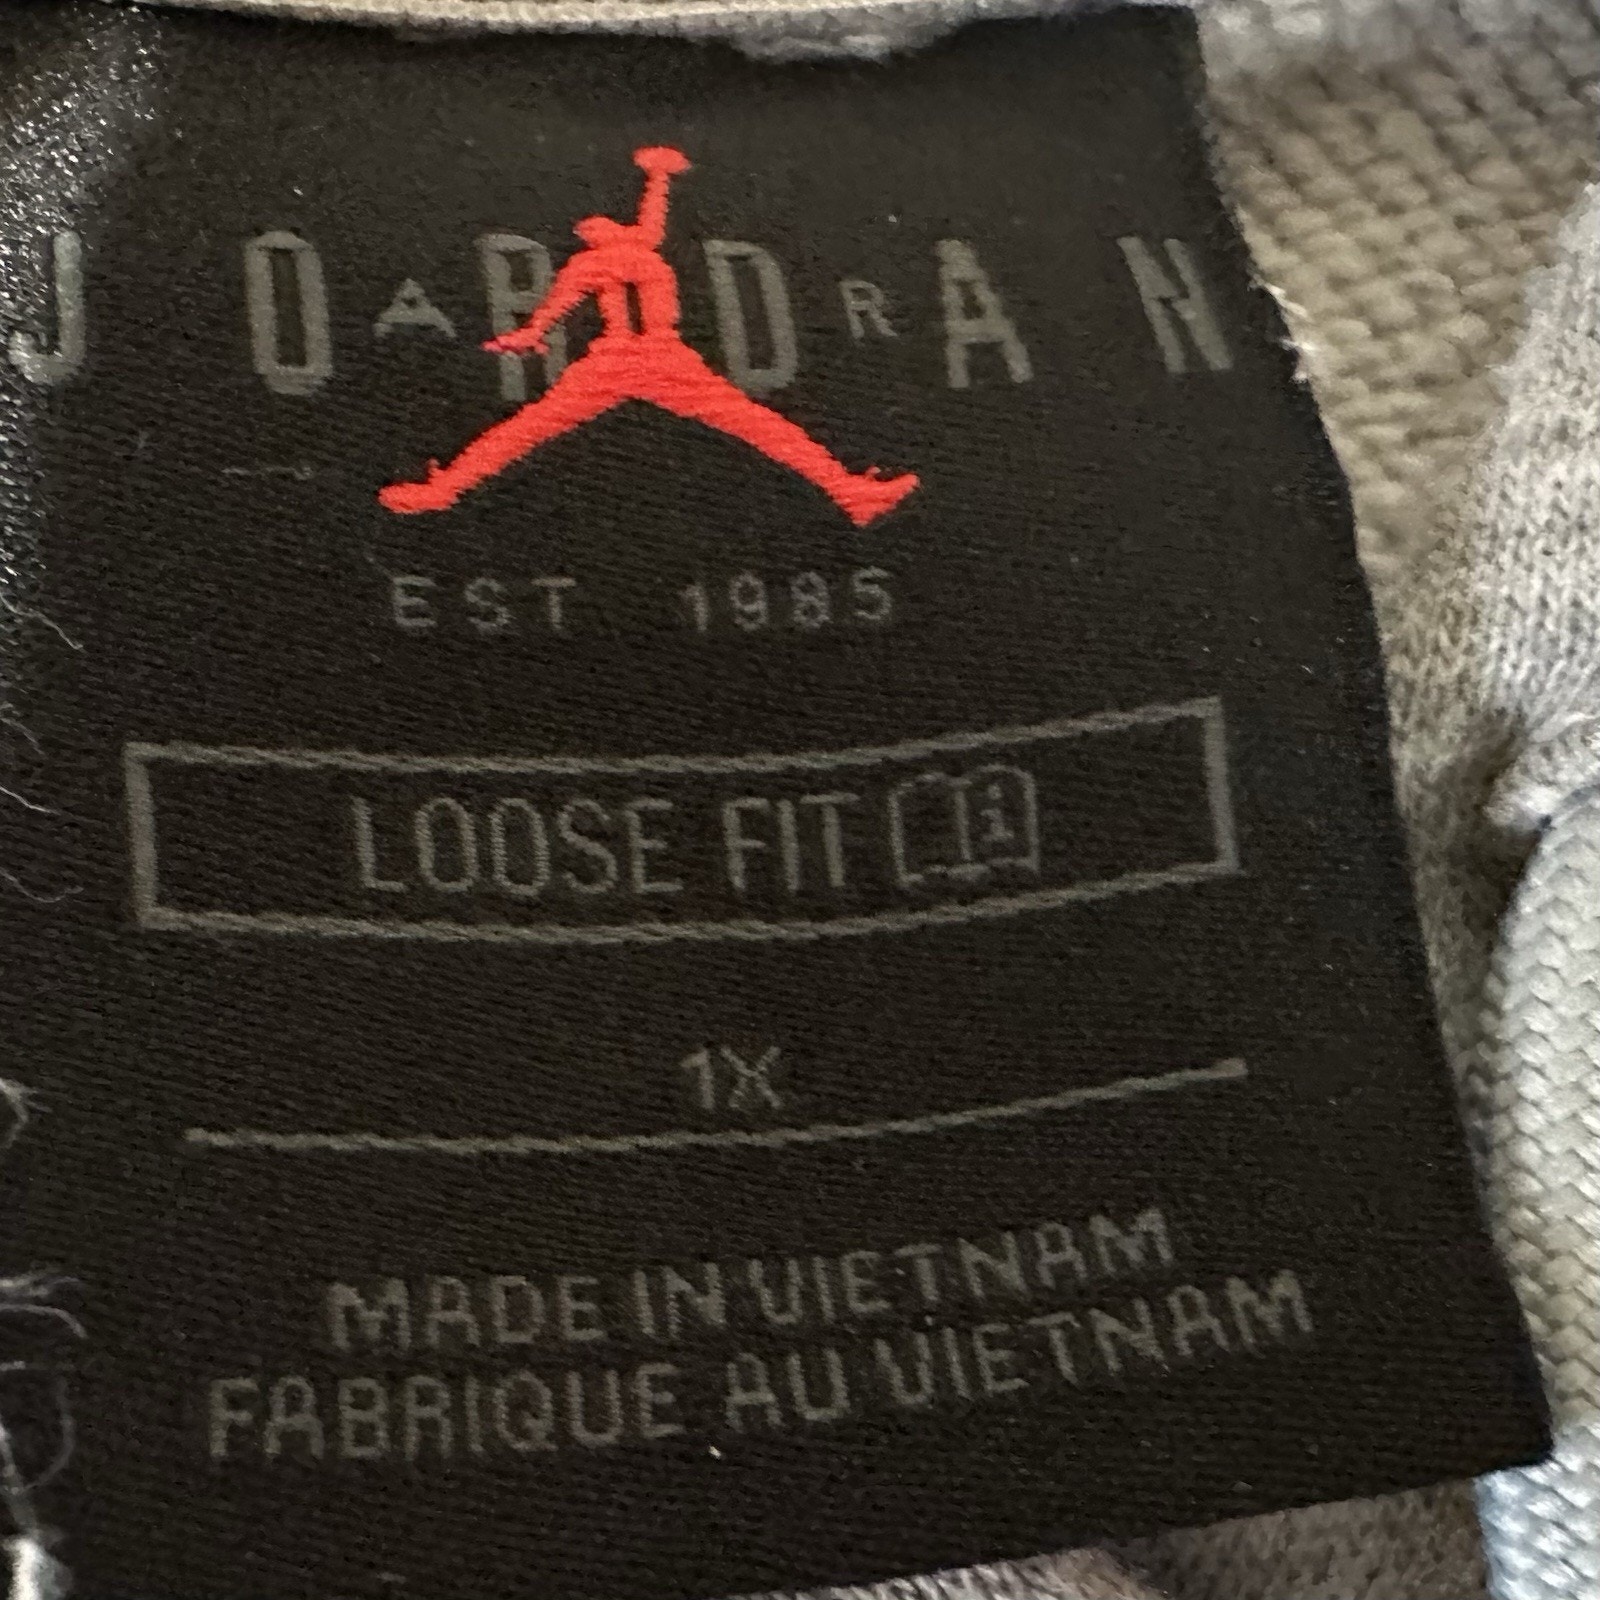 JORDAN
AIR
EST 1985
LOOSE FIT i
1X
MADE IN VIETNAM
FABRIQUE AU VIETNAM